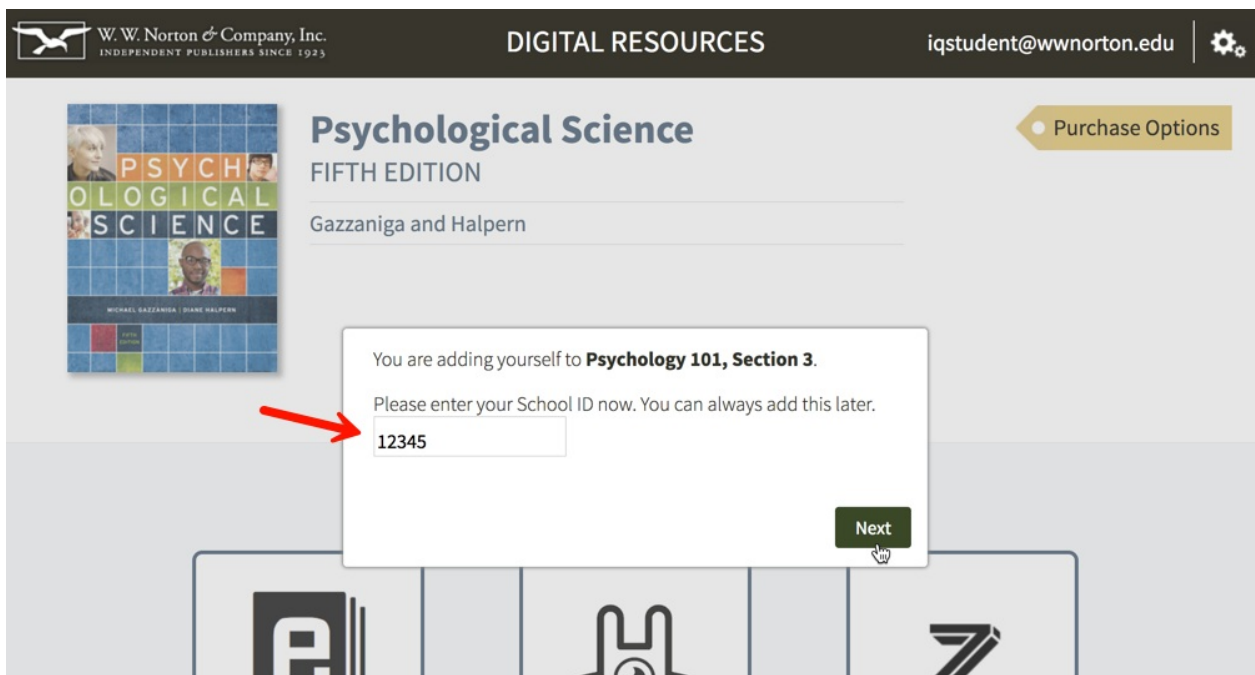 W. W. Norton & Company, Inc.
INDEPENDENT PUBLISHERS SINCE 1923
DIGITAL RESOURCES
iqstudent@wwnorton.edu
PSYCH
OLOGICAL
SCIENCE
MICHAEL GAZZANIGA | DIANE HALPERN
FIFTH
EDITION
Psychological Science
FIFTH EDITION
Gazzaniga and Halpern
Purchase Options
You are adding yourself to Psychology 101, Section 3.
Please enter your School ID now. You can always add this later.
12345
Next